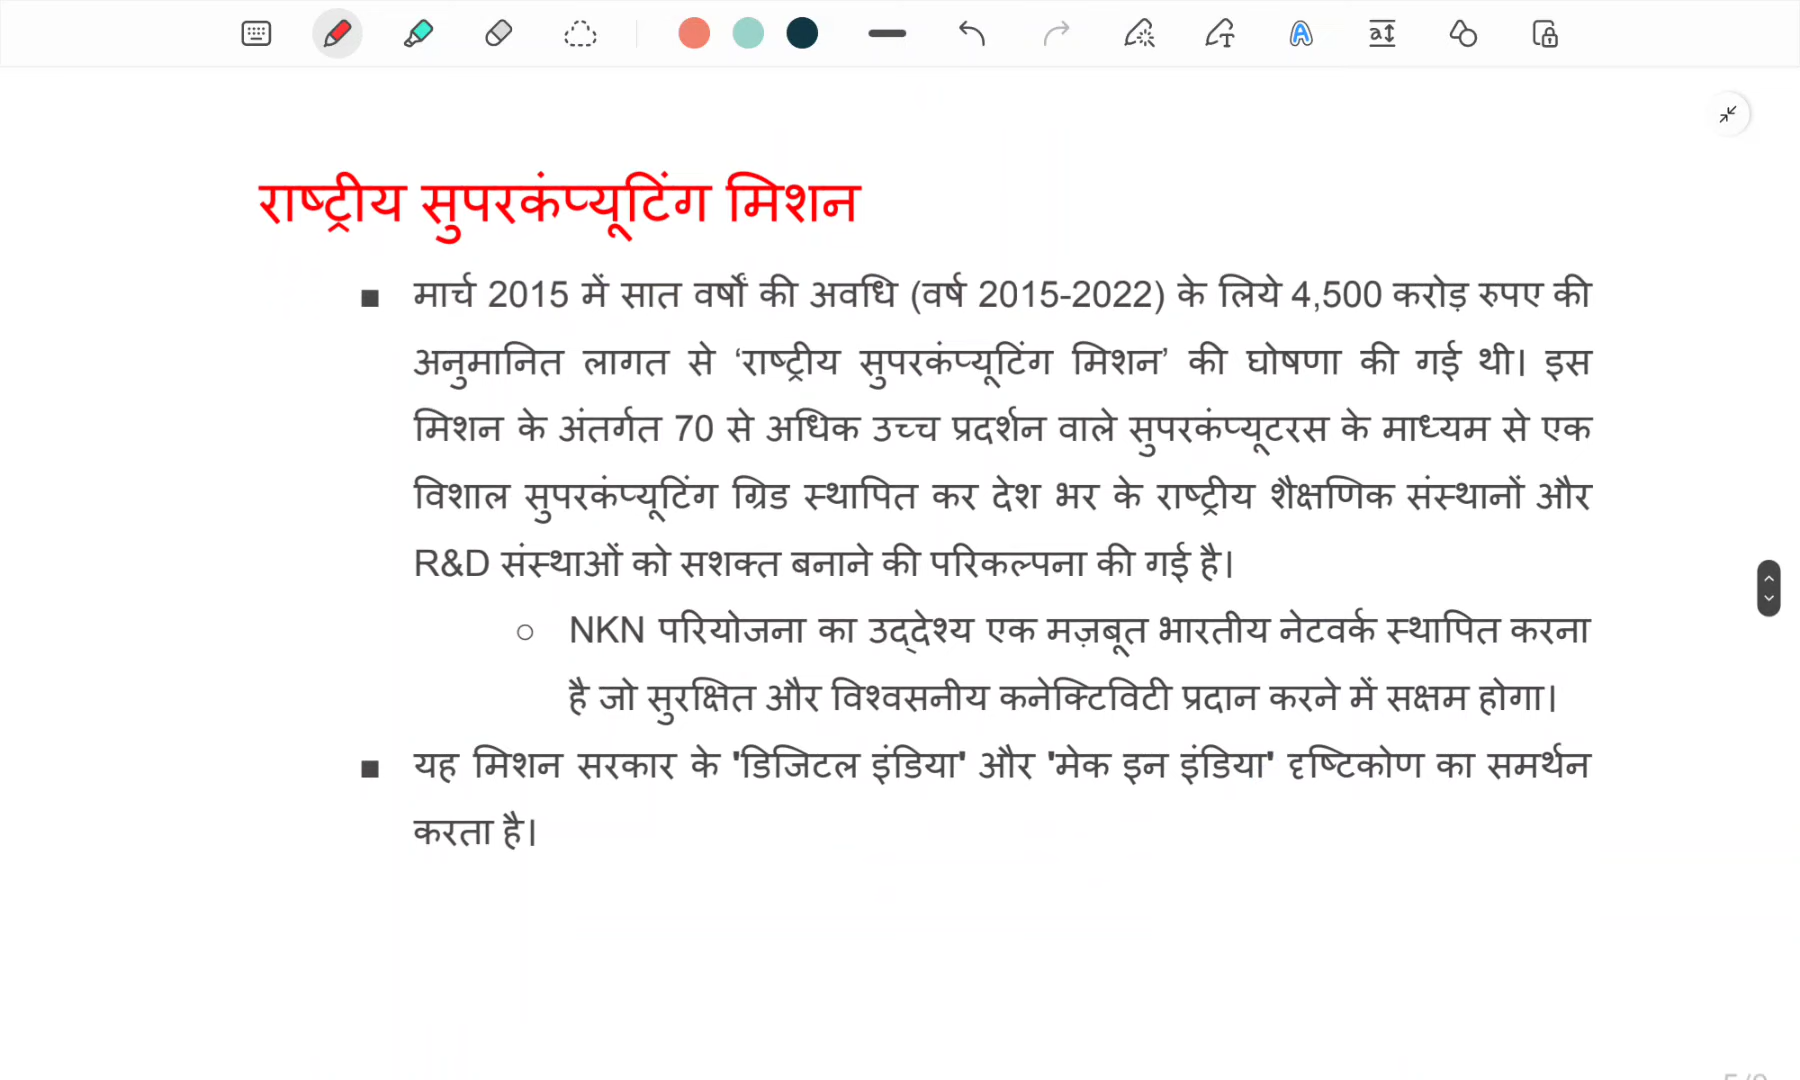 राष्ट्रीय सुपरकंप्यूटिंग मिशन
■ मार्च 2015 में सात वर्षों की अवधि (वर्ष 2015-2022) के लिये 4,500 करोड़ रुपए की
अनुमानित लागत से ‘राष्ट्रीय सुपरकंप्यूटिंग मिशन’ की घोषणा की गई थी। इस
मिशन के अंतर्गत 70 से अधिक उच्च प्रदर्शन वाले सुपरकंप्यूटरस के माध्यम से एक
विशाल सुपरकंप्यूटिंग ग्रिड स्थापित कर देश भर के राष्ट्रीय शैक्षणिक संस्थानों और
R&D संस्थाओं को सशक्त बनाने की परिकल्पना की गई है।
○ NKN परियोजना का उद्देश्य एक मज़बूत भारतीय नेटवर्क स्थापित करना
है जो सुरक्षित और विश्वसनीय कनेक्टिविटी प्रदान करने में सक्षम होगा।
■ यह मिशन सरकार के 'डिजिटल इंडिया' और 'मेक इन इंडिया' दृष्टिकोण का समर्थन
करता है।